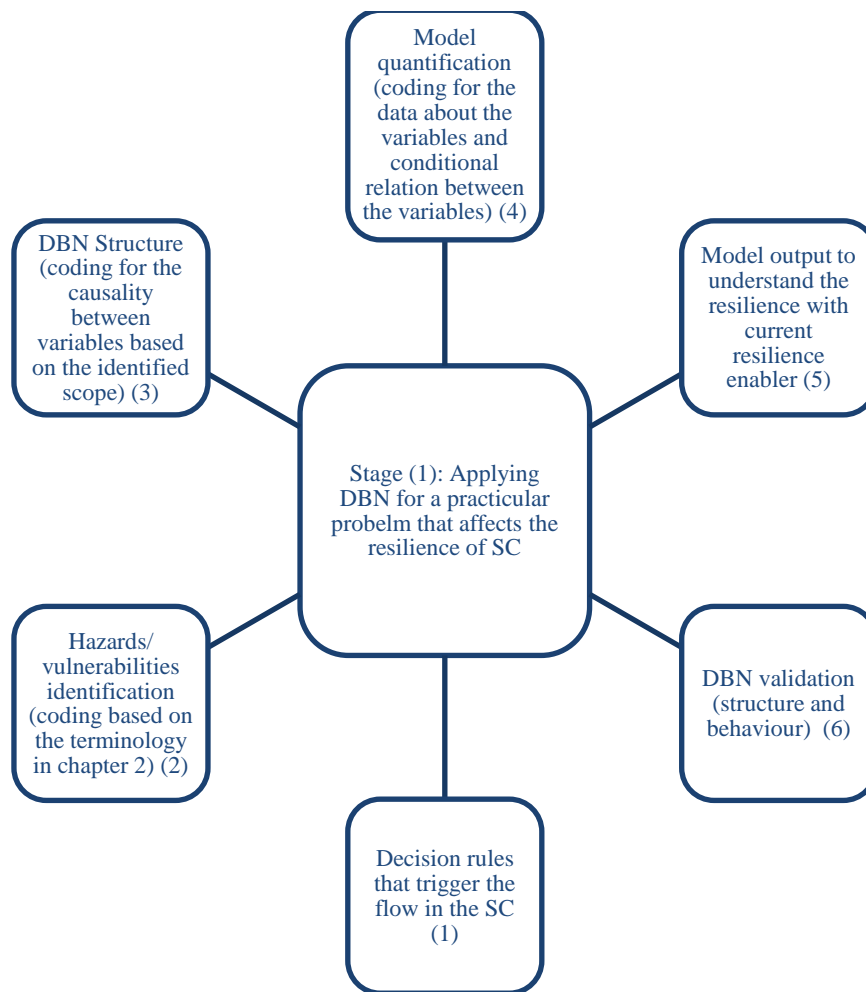 Model
quantification
(coding for the
data about the
variables and
conditional
relation between
the variables) (4)
DBN Structure
(coding for the
causality
between
variables based
on the identified
scope) (3)
Model output to
understand the
resilience with
current
resilience
enabler (5)
Stage (1): Applying
DBN for a practicular
probelm that affects the
resilience of SC
Hazards/
vulnerabilities
identification
(coding based on
the terminology
in chapter 2) (2)
DBN validation
(structure and
behaviour) (6)
Decision rules
that trigger the
flow in the SC
(1)